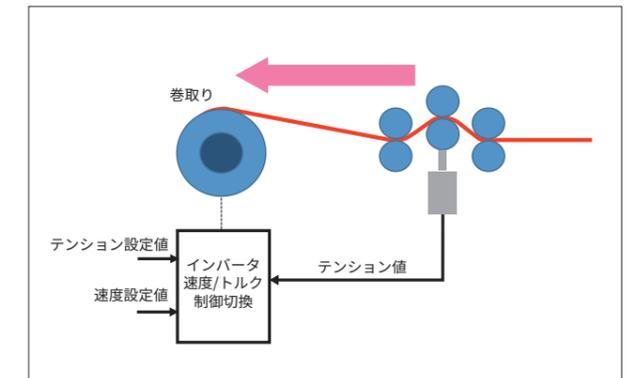 巻取り
テンション設定値
速度設定値
インバータ
速度/トルク
制御切換
テンション値